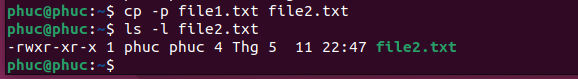 phuc@phuc:~$ cp -p file1.txt file2.txt
phuc@phuc:~$ ls -l file2.txt
-rwxr-xr-x 1 phuc phuc 4 Thg 5  11 22:47 file2.txt
phuc@phuc:~$